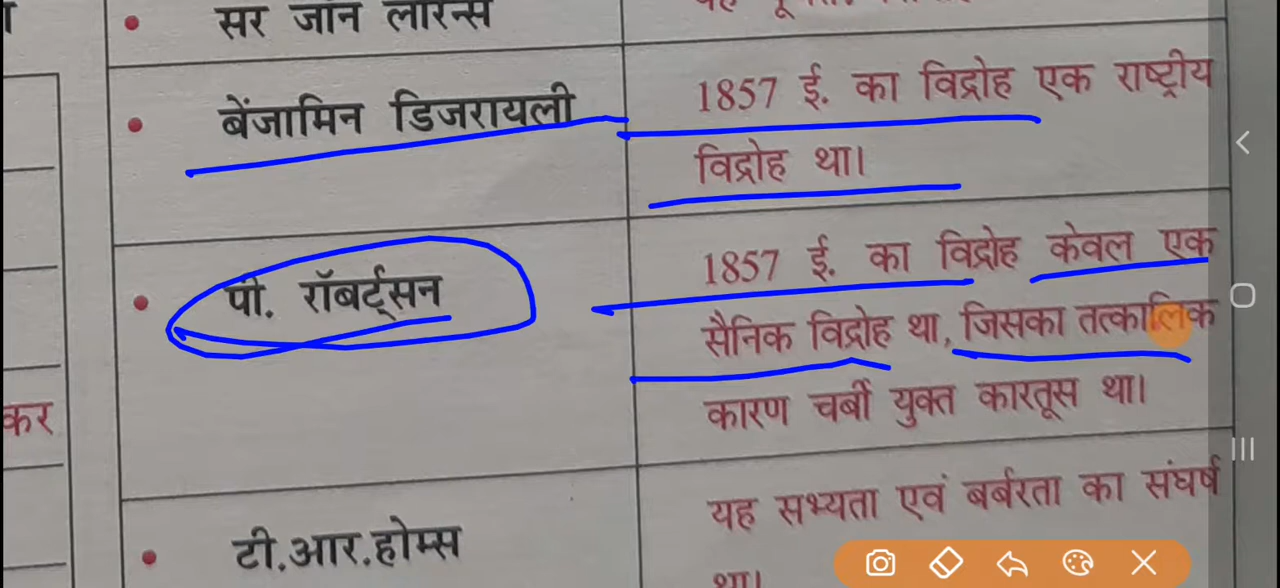 सर जॉन लॉरेन्स
बेंजामिन डिजरायली
1857 ई. का विद्रोह एक राष्ट्रीय
विद्रोह था।
पी. रॉबर्ट्सन
1857 ई. का विद्रोह केवल एक
सैनिक विद्रोह था, जिसका तत्कालिक
कारण चर्बी युक्त कारतूस था।
कर
टी.आर.होम्स
यह सभ्यता एवं बर्बरता का संघर्ष
था।